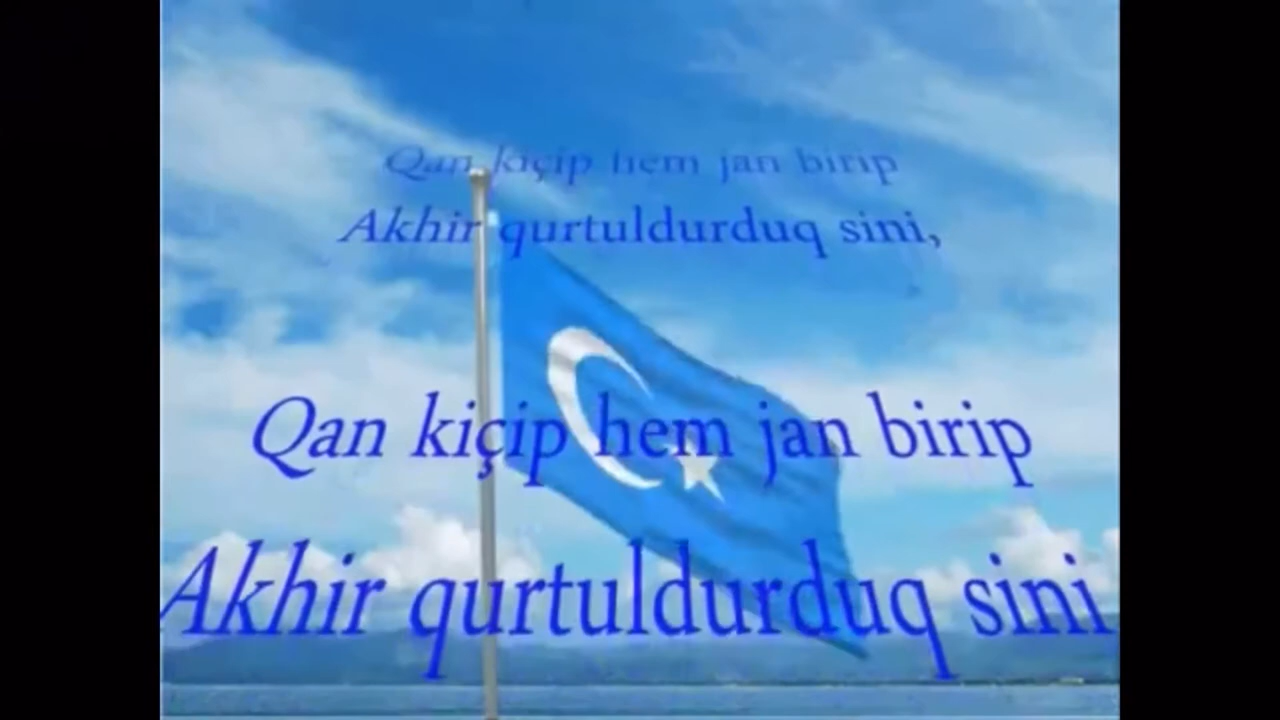 Qan kiçip hem jan birip
Akhir qurtuldurduq sini,
Qan kiçip hem jan birip
Akhir qurtuldurduq sini